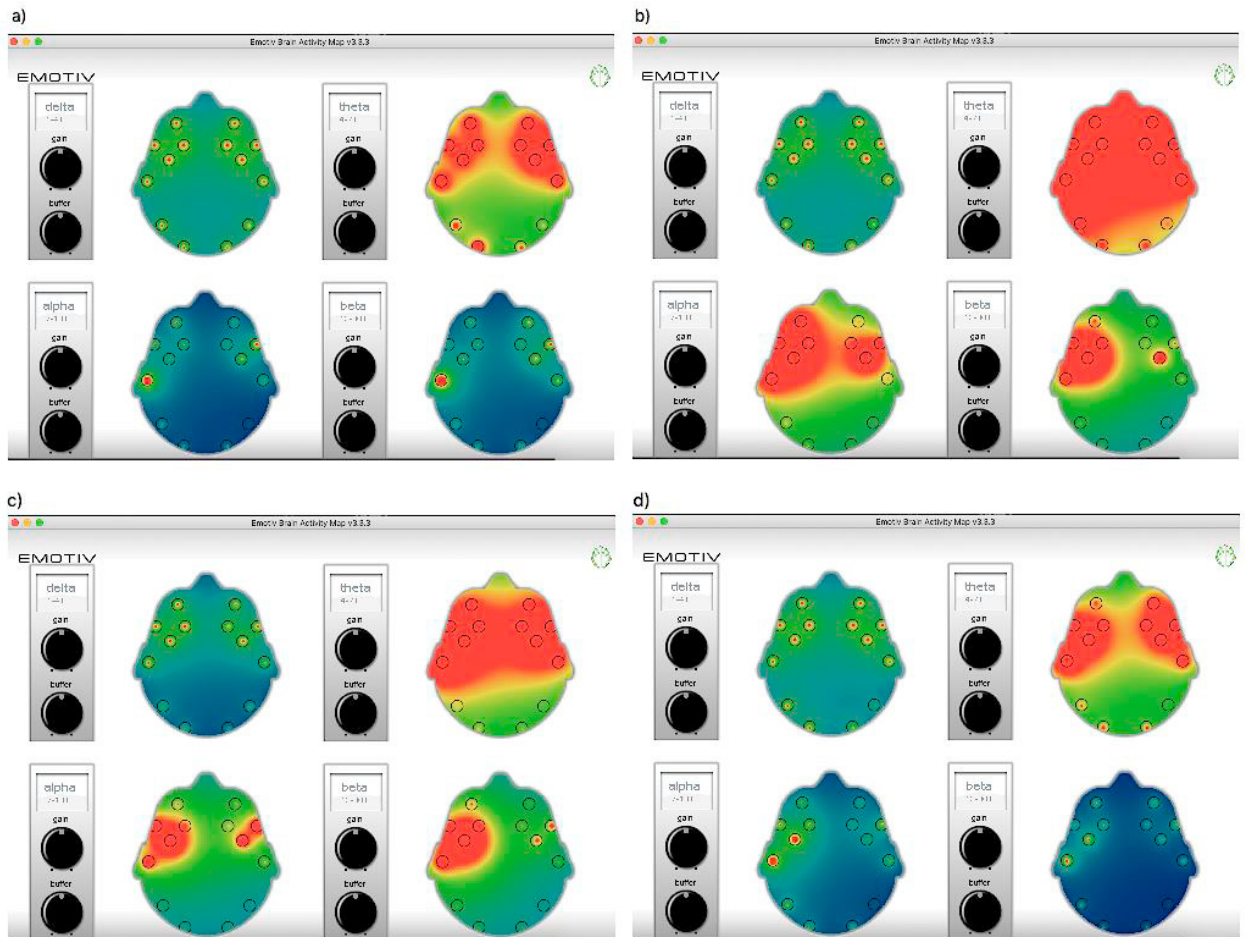 a)
Emotiv Brain Activity Map v3.3.3
EMOTIV
delta
theta
gain
gain
buffer
buffer
alpha
beta
gain
gain
buffer
buffer
b)
Emotiv Brain Activity Map v3.3.3
EMOTIV
delta
theta
gain
gain
buffer
buffer
alpha
beta
gain
gain
buffer
buffer
c)
Emotiv Brain Activity Map v3.3.3
EMOTIV
delta
theta
gain
gain
buffer
buffer
alpha
beta
gain
gain
buffer
buffer
d)
Emotiv Brain Activity Map v3.3.3
EMOTIV
delta
theta
gain
gain
buffer
buffer
alpha
beta
gain
gain
buffer
buffer